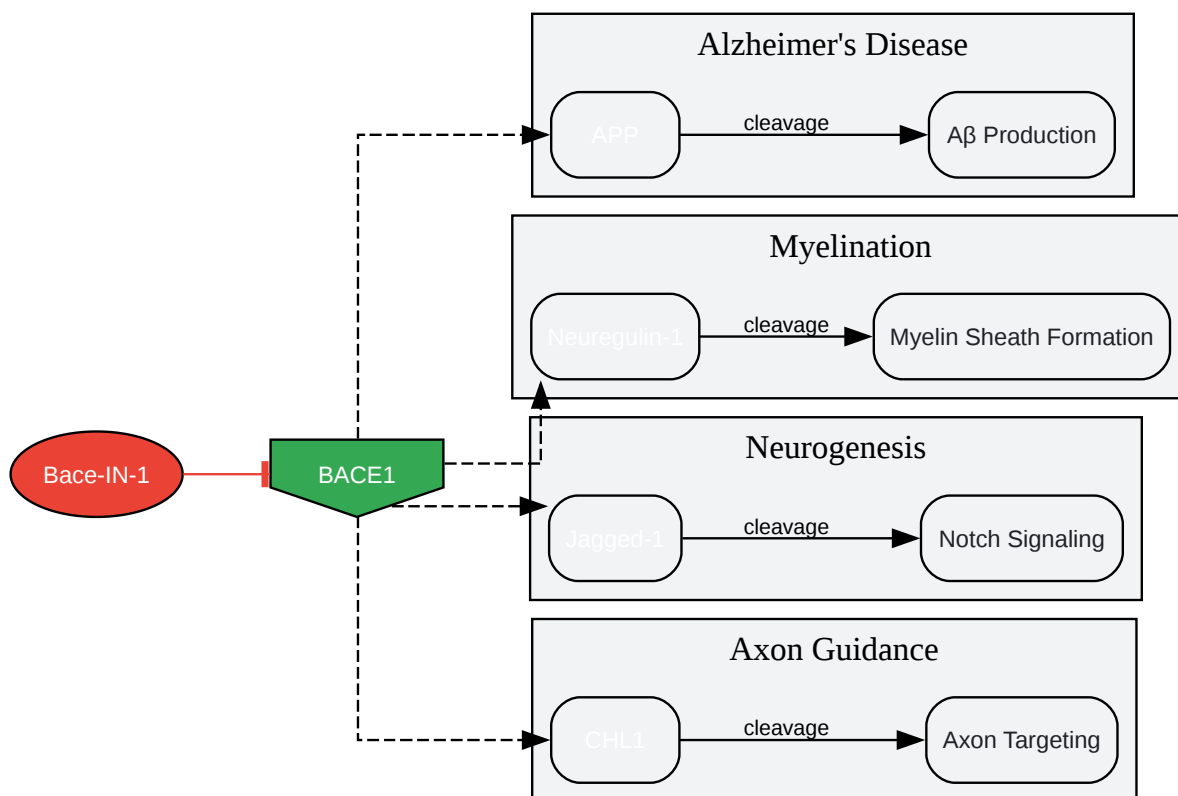 Alzheimer's Disease
APP
cleavage
Aβ Production
Myelination
Neuregulin-1
cleavage
Myelin Sheath Formation
Bace-IN-1
BACE1
Neurogenesis
Jagged-1
cleavage
Notch Signaling
Axon Guidance
CHL1
cleavage
Axon Targeting